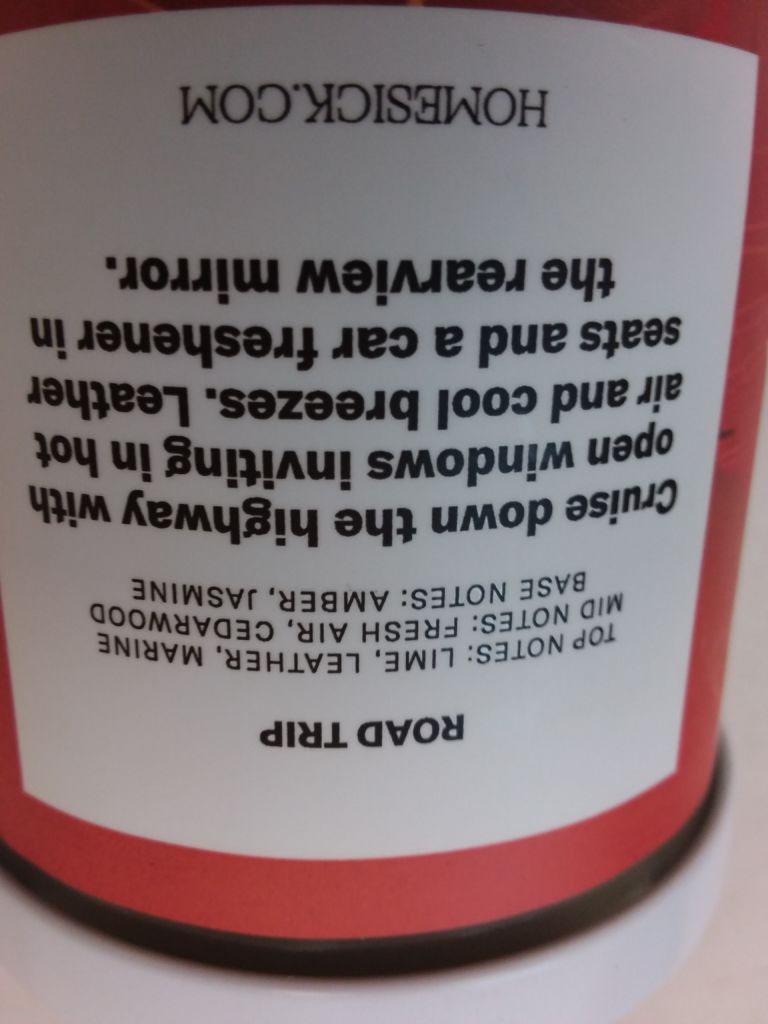 ROAD TRIP
TOP NOTES: LIME, LEATHER, MARINE
MID NOTES: FRESH AIR, CEDARWOOD
BASE NOTES: AMBER, JASMINE
Cruise down the highway with
open windows inviting in hot
air and cool breezes. Leather
seats and a car freshener in
the rearview mirror.
HOMESICK.COM